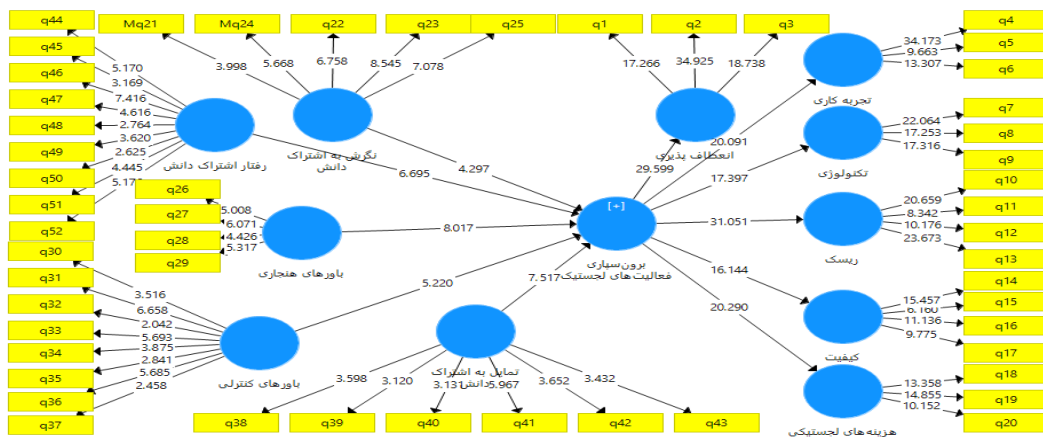 q44
q45
q46
q47
q48
q49
q50
q51
q52
5.170
3.169
7.416
4.616
2.764
3.620
2.625
4.445
رفتار اشتراک دانش
Mq21
Mq24
q22
q23
q25
3.998
5.668
6.758
8.545
7.078
نگرش به اشتراک
دانش
q1
q2
q3
17.266
34.925
18.738
انعطاف پذیری
q4
q5
q6
34.173
9.663
13.307
تجربه کاری
q7
q8
q9
22.064
17.253
17.316
تکنولوژی
q10
q11
q12
q13
20.659
8.342
10.176
23.673
ریسک
q14
q15
q16
q17
15.457
6.160
11.136
9.775
کیفیت
q18
q19
q20
13.358
14.855
10.152
هزینه های لجستیکی
q26
q27
q28
q29
5.008
6.071
4.426
5.317
باورهای هنجاری
q30
q31
q32
q33
q34
q35
q36
q37
3.516
6.658
2.042
5.693
3.875
2.841
5.685
2.458
باورهای کنترلی
تمایل به اشتراک
دانش
3.598
3.120
3.131
5.967
3.652
3.432
q38
q39
q40
q41
q42
q43
[+]
برون‌سپاری
فعالیت‌های لجستیک
6.695
4.297
8.017
5.220
7.517
29.599
20.091
17.397
31.051
16.144
20.290